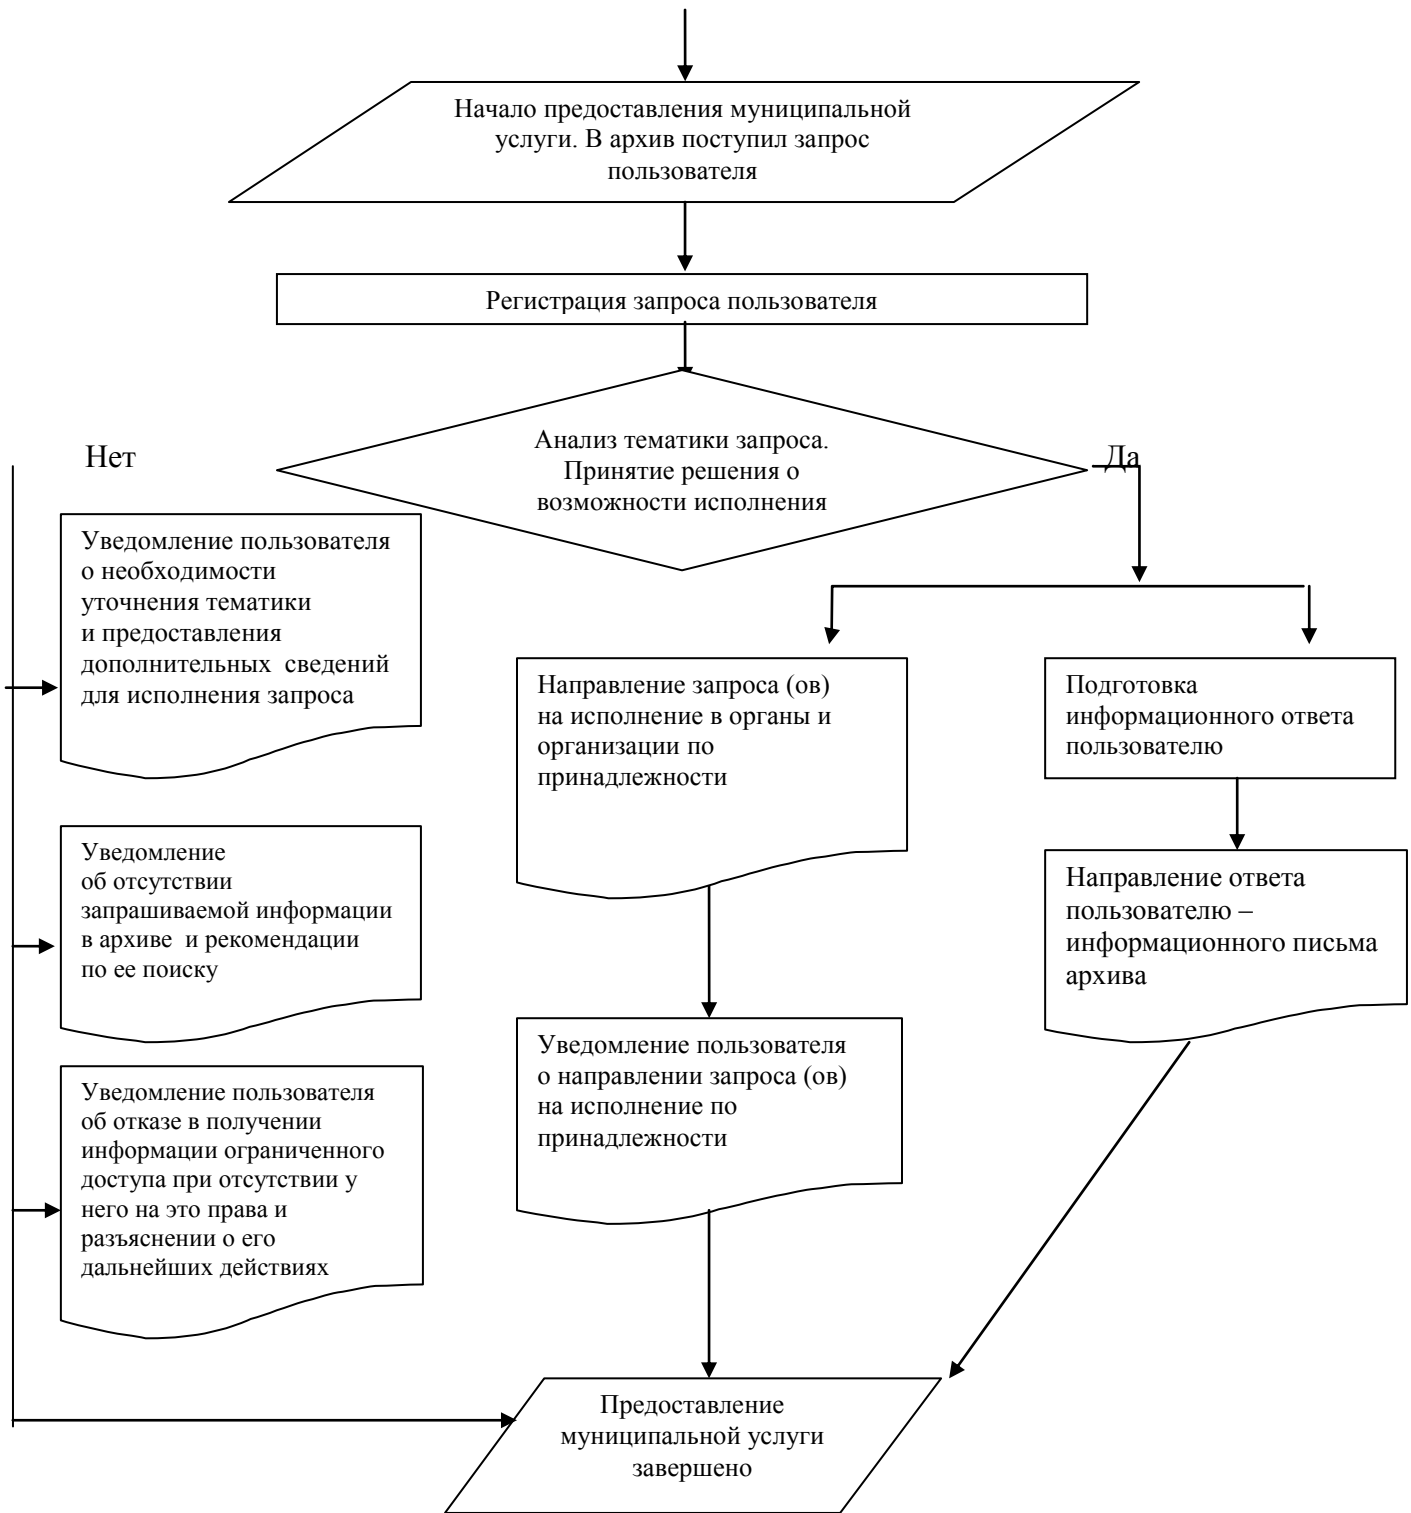 Начало предоставления муниципальной
услуги. В архив поступил запрос
пользователя
Регистрация запроса пользователя
Анализ тематики запроса.
Принятие решения о
возможности исполнения
Нет
Да
Уведомление пользователя
о необходимости
уточнения тематики
и предоставления
дополнительных сведений
для исполнения запроса
Уведомление
об отсутствии
запрашиваемой информации
в архиве и рекомендации
по ее поиску
Уведомление пользователя
об отказе в получении
информации ограниченного
доступа при отсутствии у
него на это права и
разъяснении о его
дальнейших действиях
Направление запроса (ов)
на исполнение в органы и
организации по
принадлежности
Уведомление пользователя
о направлении запроса (ов)
на исполнение по
принадлежности
Подготовка
информационного ответа
пользователю
Направление ответа
пользователю –
информационного письма
архива
Предоставление
муниципальной услуги
завершено